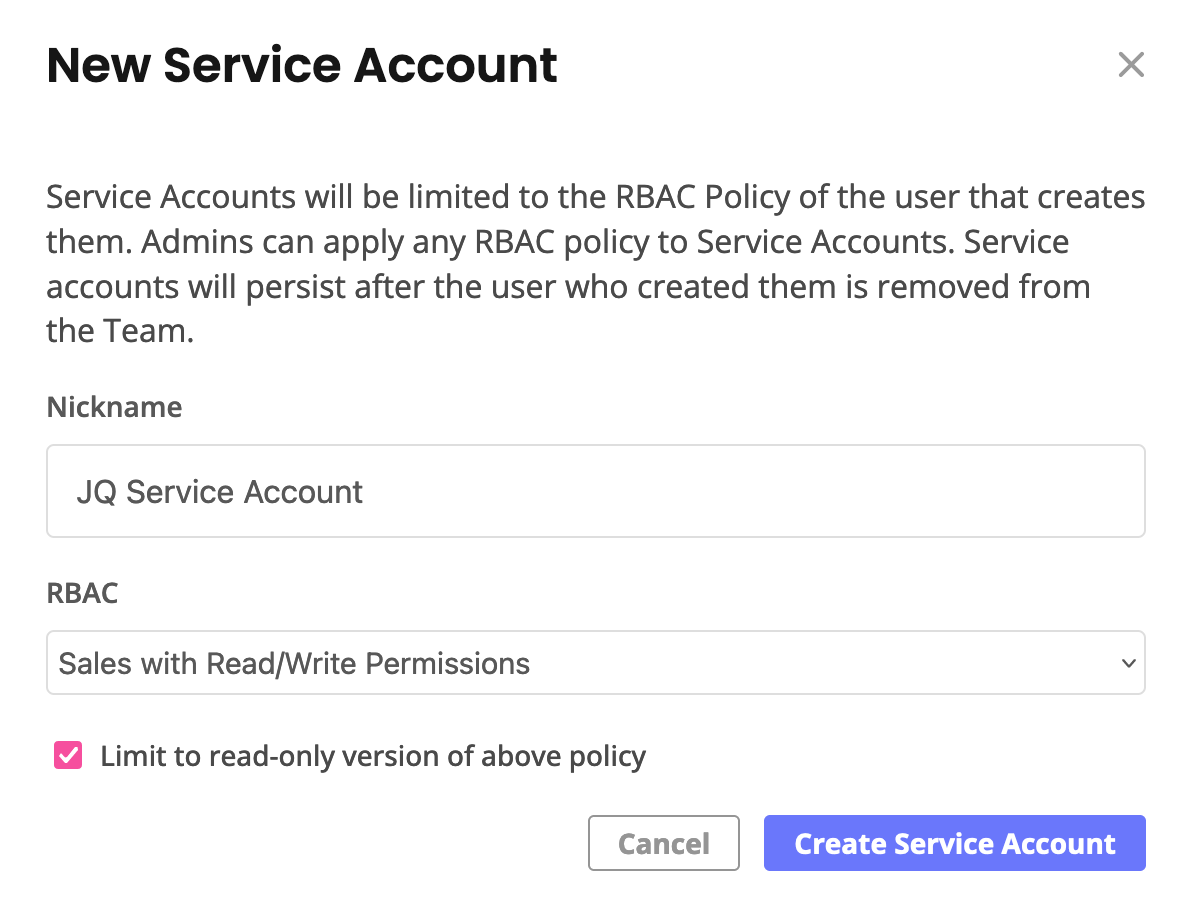 New Service Account
Service Accounts will be limited to the RBAC Policy of the user that creates
them. Admins can apply any RBAC policy to Service Accounts. Service
accounts will persist after the user who created them is removed from
the Team.
Nickname
JQ Service Account
RBAC
Sales with Read/Write Permissions
Limit to read-only version of above policy
Cancel
Create Service Account